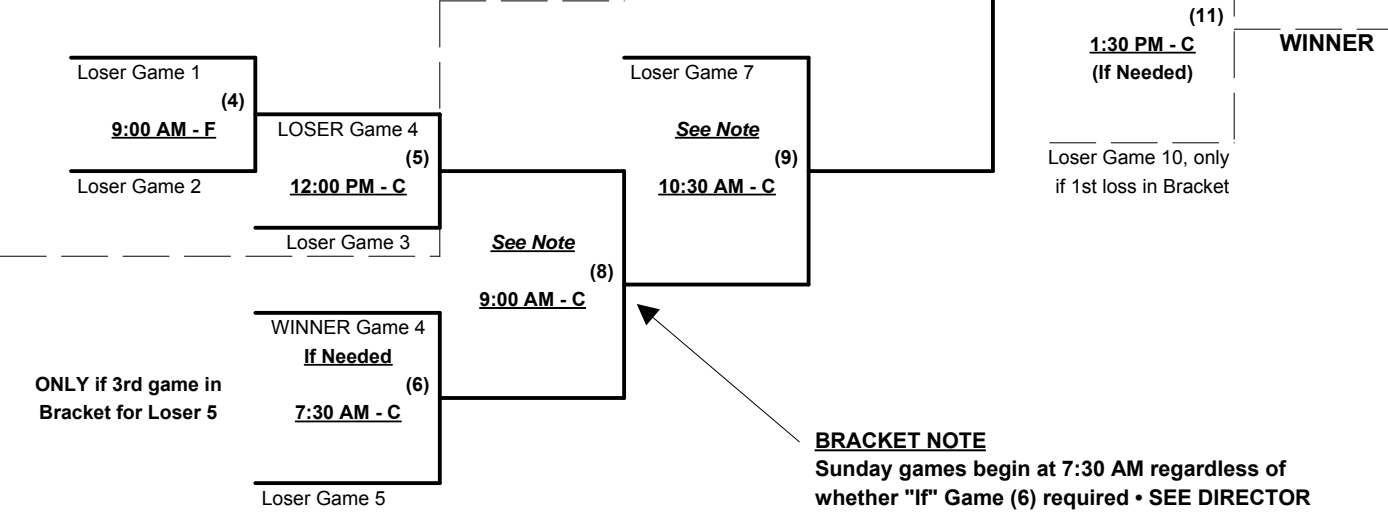 (11)
1:30 PM - C
WINNER
(If Needed)
Loser Game 10, only
if 1st loss in Bracket
Loser Game 1
(4)
9:00 AM - F
Loser Game 2
LOSER Game 4
(5)
12:00 PM - C
Loser Game 3
Loser Game 7
See Note
(9)
10:30 AM - C
See Note
(8)
9:00 AM - C
WINNER Game 4
If Needed
(6)
7:30 AM - C
Loser Game 5
ONLY if 3rd game in
Bracket for Loser 5
BRACKET NOTE
Sunday games begin at 7:30 AM regardless of
whether "If" Game (6) required • SEE DIRECTOR